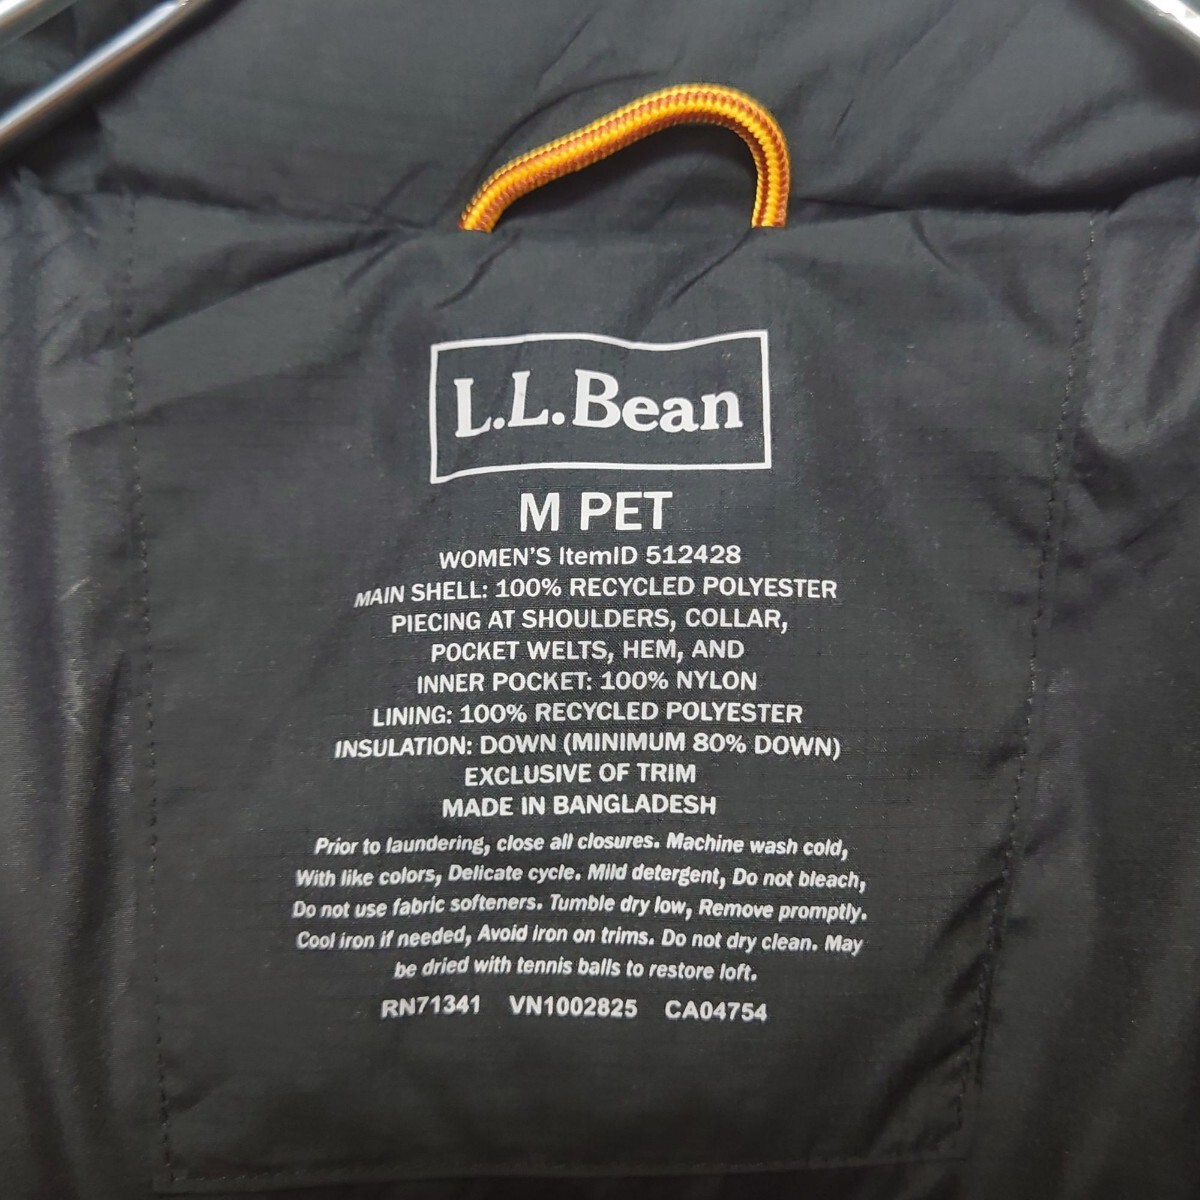 L.L.Bean
M PET
WOMEN'S ItemID 512428
MAIN SHELL: 100% RECYCLED POLYESTER
PIECING AT SHOULDERS, COLLAR,
POCKET WELTS, HEM, AND
INNER POCKET: 100% NYLON
LINING: 100% RECYCLED POLYESTER
INSULATION: DOWN (MINIMUM 80% DOWN)
EXCLUSIVE OF TRIM
MADE IN BANGLADESH
Prior to laundering, close all closures. Machine wash cold,
With like colors, Delicate cycle. Mild detergent, Do not bleach,
Do not use fabric softeners. Tumble dry low, Remove promptly.
Cool iron if needed, Avoid iron on trims. Do not dry clean. May
be dried with tennis balls to restore loft.
RN71341 VN1002825 CA04754